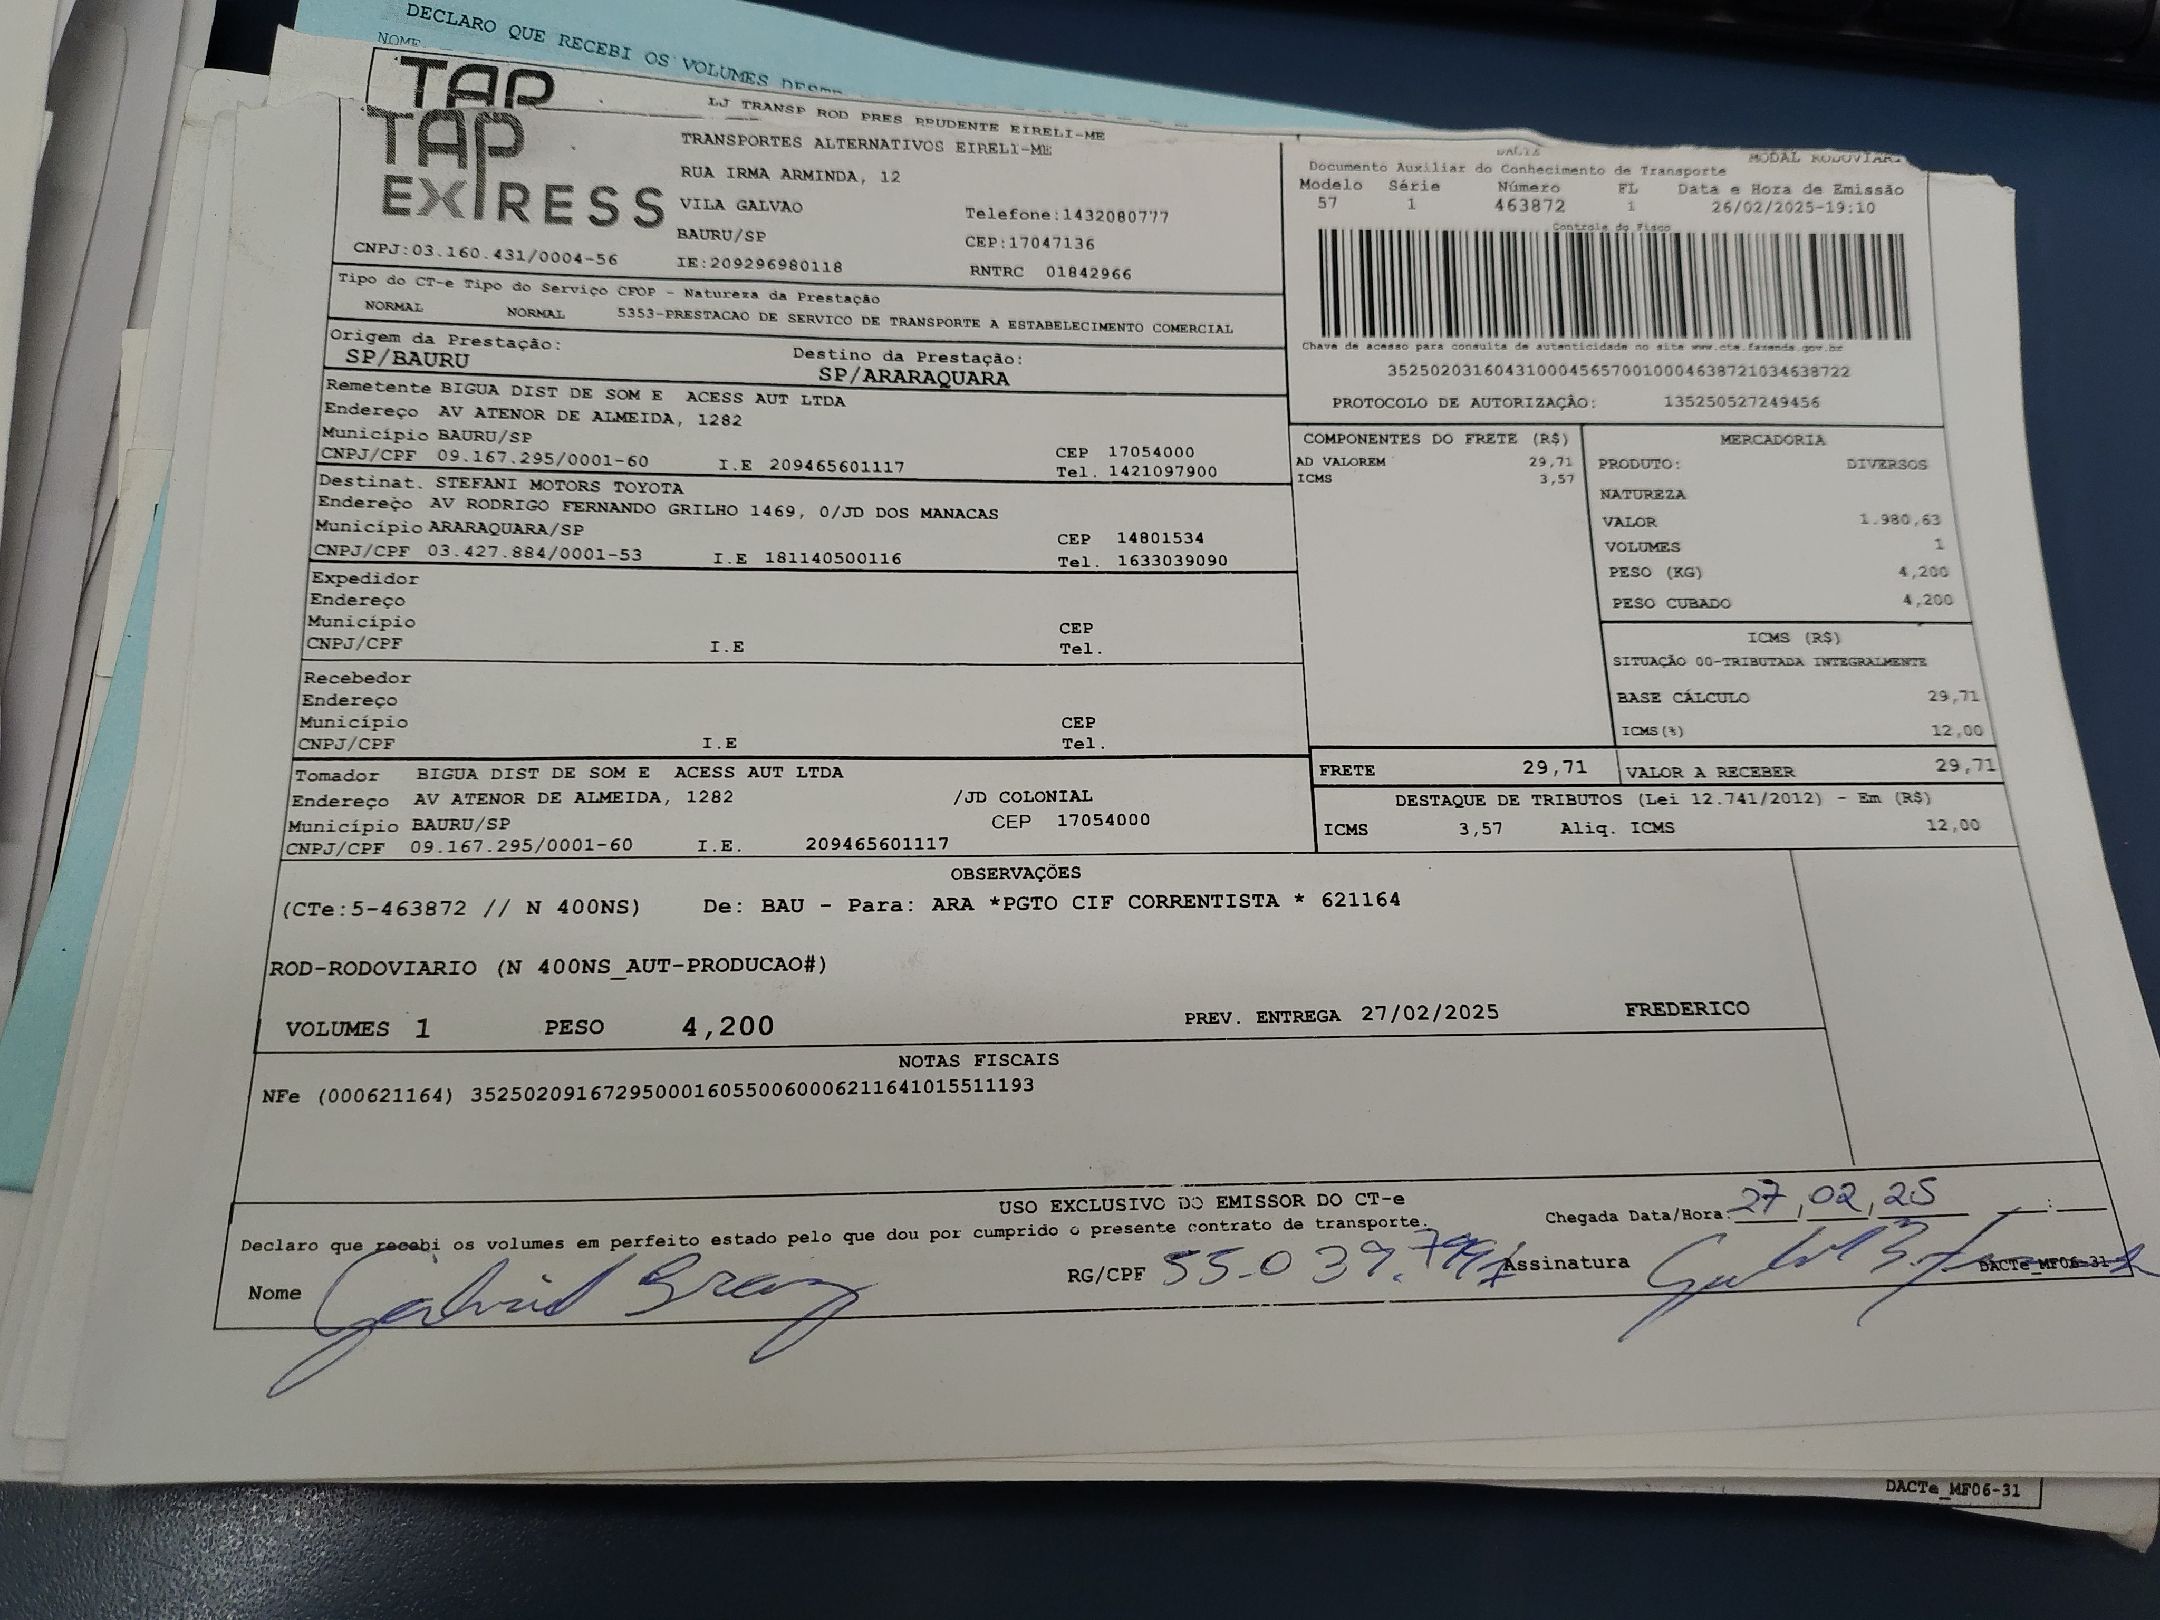 DECLARO QUE RECEBI OS VOLUMES DESTE
NOME
TAP
LJ TRANSP ROD PRES PRUDENTE EIRELI-ME
TAP EXPRESS
TRANSPORTES ALTERNATIVOS EIRELI-ME
RUA IRMA ARMINDA, 12
VILA GALVAO Telefone:1432080777
BAURU/SP CEP:17047136
CNPJ:03.160.431/0004-56 IE:209296980118 RNTRC 01842966
DACTE MODAL RODOVIAR
Documento Auxiliar do Conhecimento de Transporte
Modelo Série Número FL Data e Hora de Emissão
57 1 463872 1 26/02/2025-19:10
Controle do Fisco
Chave de acesso para consulta de autenticidade no site www.cte.fazenda.gov.br
35250203160431000456570010004638721034638722
PROTOCOLO DE AUTORIZAÇÃO: 135250527249456
Tipo do CT-e Tipo do Serviço CFOP - Natureza da Prestação
NORMAL NORMAL 5353-PRESTACAO DE SERVICO DE TRANSPORTE A ESTABELECIMENTO COMERCIAL
Origem da Prestação: Destino da Prestação:
SP/BAURU SP/ARARAQUARA
Remetente BIGUA DIST DE SOM E ACESS AUT LTDA
Endereço AV ATENOR DE ALMEIDA, 1282
Município BAURU/SP CEP 17054000
CNPJ/CPF 09.167.295/0001-60 I.E 209465601117 Tel. 1421097900
Destinat. STEFANI MOTORS TOYOTA
Endereço AV RODRIGO FERNANDO GRILHO 1469, 0/JD DOS MANACAS
Município ARARAQUARA/SP CEP 14801534
CNPJ/CPF 03.427.884/0001-53 I.E 181140500116 Tel. 1633039090
Expedidor
Endereço
Município CEP
CNPJ/CPF I.E Tel.
Recebedor
Endereço
Município CEP
CNPJ/CPF I.E Tel.
Tomador BIGUA DIST DE SOM E ACESS AUT LTDA
Endereço AV ATENOR DE ALMEIDA, 1282 /JD COLONIAL
Município BAURU/SP CEP 17054000
CNPJ/CPF 09.167.295/0001-60 I.E. 209465601117
COMPONENTES DO FRETE (R$)
AD VALOREM 29,71
ICMS 3,57
MERCADORIA
PRODUTO: DIVERSOS
NATUREZA
VALOR 1.980,63
VOLUMES 1
PESO (KG) 4,200
PESO CUBADO 4,200
ICMS (R$)
SITUAÇÃO 00-TRIBUTADA INTEGRALMENTE
BASE CÁLCULO 29,71
ICMS(%) 12,00
FRETE 29,71 VALOR A RECEBER 29,71
DESTAQUE DE TRIBUTOS (Lei 12.741/2012) - Em (R$)
ICMS 3,57 Aliq. ICMS 12,00
OBSERVAÇÕES
(CTe:5-463872 // N 400NS) De: BAU - Para: ARA *PGTO CIF CORRENTISTA * 621164
ROD-RODOVIARIO (N 400NS_AUT-PRODUCAO#)
VOLUMES 1 PESO 4,200 PREV. ENTREGA 27/02/2025 FREDERICO
NOTAS FISCAIS
NFe (000621164) 35250209167295000160550060006211641015511193
USO EXCLUSIVO DO EMISSOR DO CT-e
Declaro que recebi os volumes em perfeito estado pelo que dou por cumprido o presente contrato de transporte. Chegada Data/Hora: 27,02,25 :
Nome Gabriel RG/CPF 55.039.799 Assinatura DACTe_MF06-31
DACTe_MF06-31